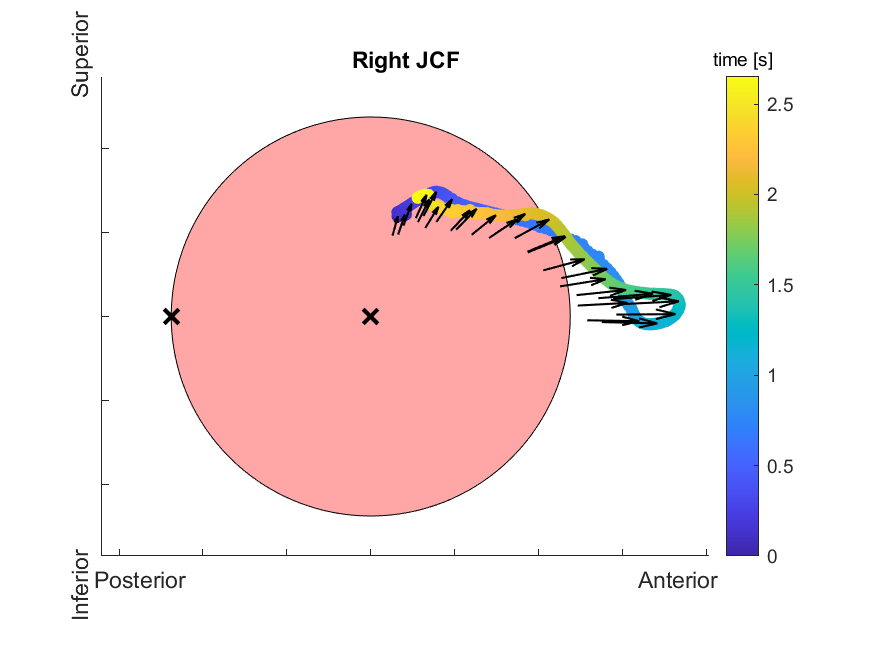 Right JCF
time [s]
Superior
Inferior
Posterior
Anterior
2.5
2
1.5
1
0.5
0